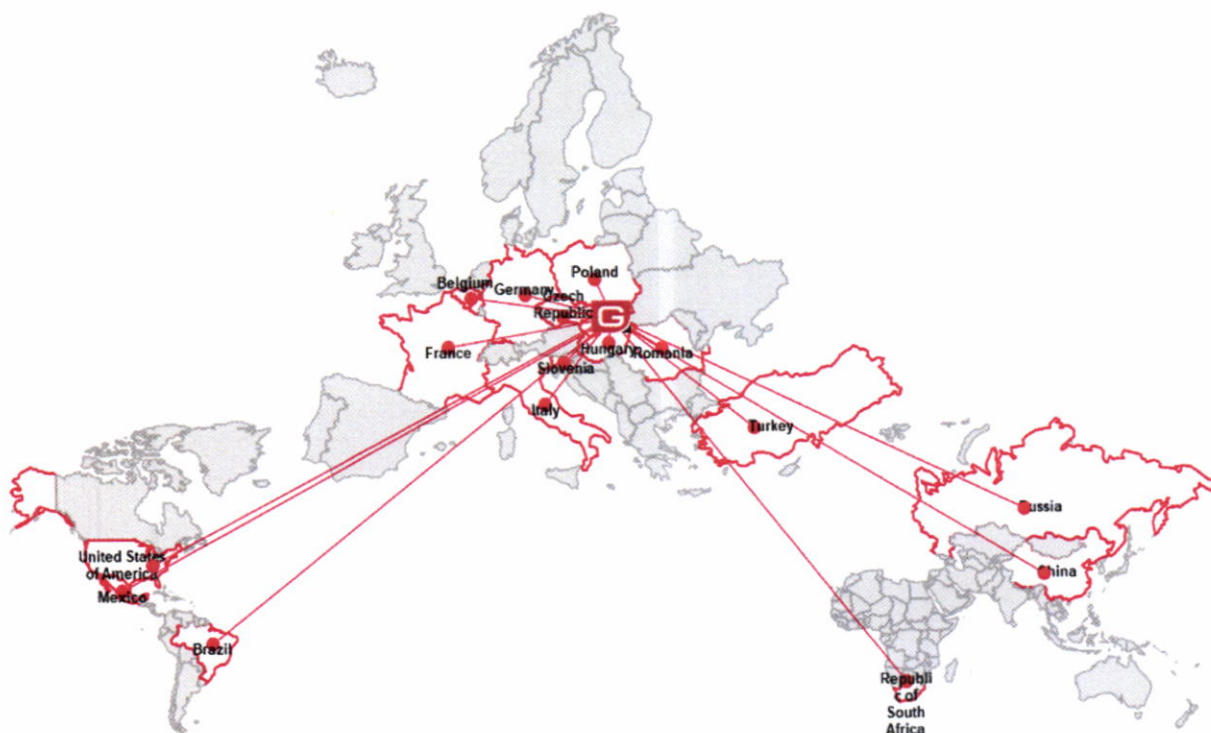 Poland
Belgium
Germany
Czech
Republic
G
France
Hungary
Romania
Slovenia
Italy
Turkey
Russia
United States
of America
China
Mexico
Brazil
Republi
c of
South
Africa